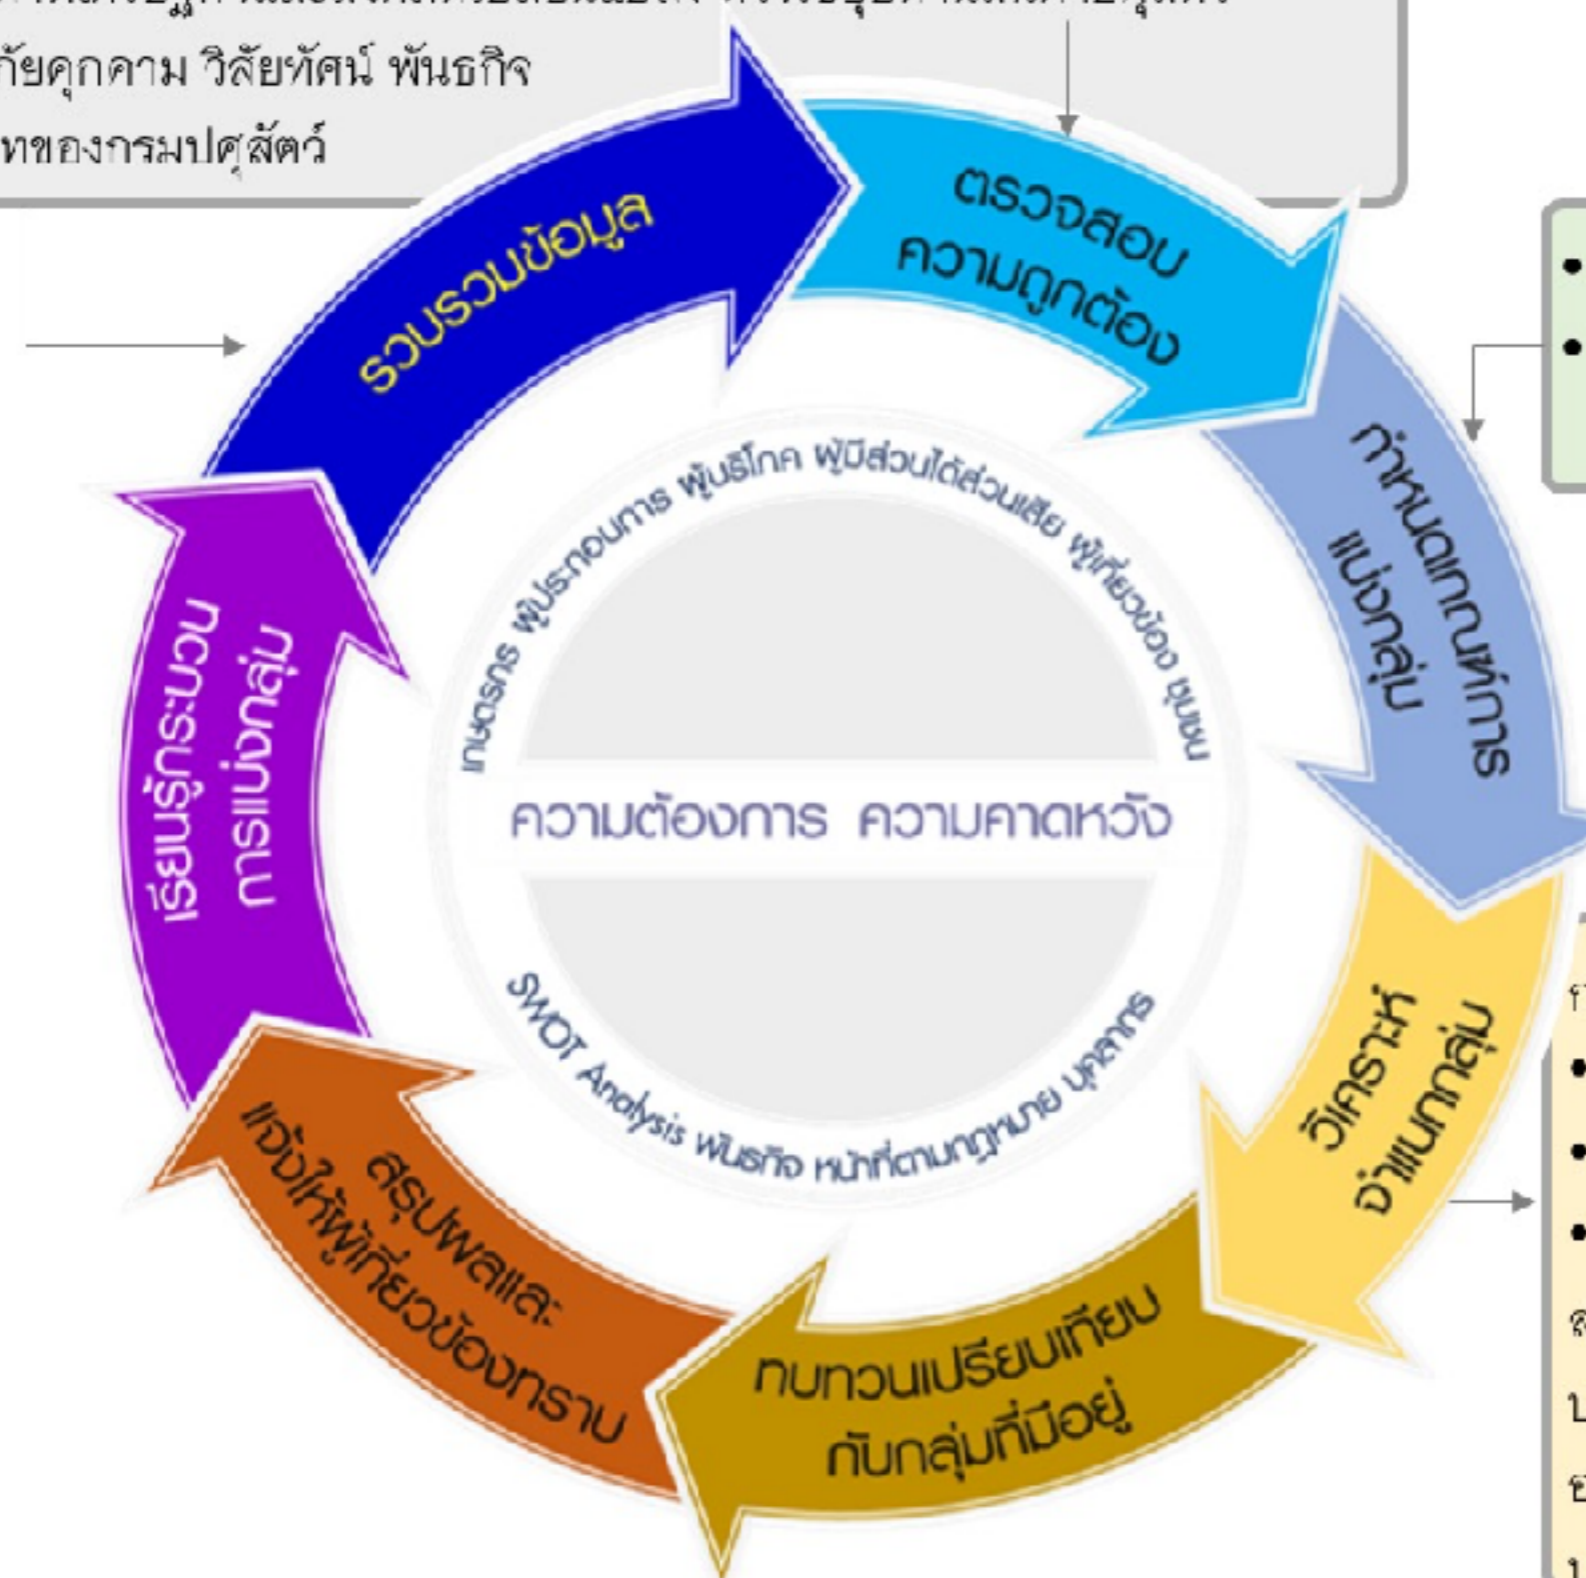 ภัยคุกคาม วิสัยทัศน์ พันธกิจ
ของกรมปศุสัตว์
รวบรวมข้อมูล
ตรวจสอบ
ความถูกต้อง
กำหนดเกณฑ์การ
แบ่งกลุ่ม
วิเคราะห์
จำแนกกลุ่ม
ทบทวนเปรียบเทียบ
กับกลุ่มที่มีอยู่
สรุปผลและ
แจ้งให้ผู้เกี่ยวข้องทราบ
เรียนรู้กระบวน
การแบ่งกลุ่ม
เกษตรกร ผู้ประกอบการ ผู้บริโภค ผู้มีส่วนได้ส่วนเสีย ผู้เกี่ยวข้อง ชุมชน
ความต้องการ ความคาดหวัง
SWOT Analysis พันธกิจ หน้าที่ตามกฎหมาย บุคลากร